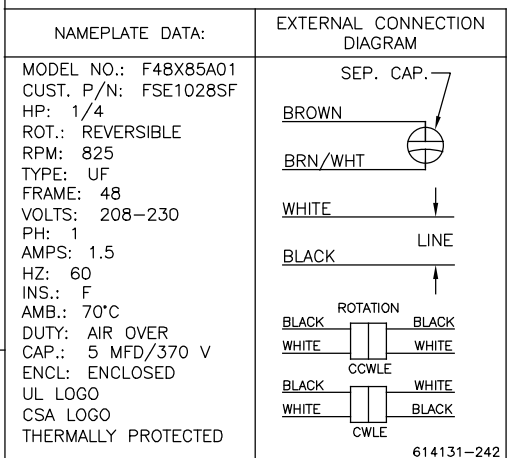 NAMEPLATE DATA:
MODEL NO.: F48X85A01
CUST. P/N: FSE1028SF
HP: 1/4
ROT.: REVERSIBLE
RPM: 825
TYPE: UF
FRAME: 48
VOLTS: 208-230
PH: 1
AMPS: 1.5
HZ: 60
INS.: F
AMB.: 70°C
DUTY: AIR OVER
CAP.: 5 MFD/370 V
ENCL: ENCLOSED
UL LOGO
CSA LOGO
THERMALLY PROTECTED
EXTERNAL CONNECTION
DIAGRAM
SEP. CAP.
BROWN
BRN/WHT
WHITE
LINE
BLACK
ROTATION
BLACK BLACK
WHITE WHITE
CCWLE
BLACK WHITE
WHITE BLACK
CWLE
614131-242